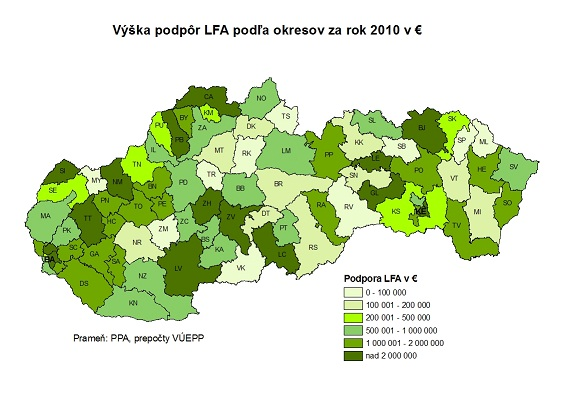 Výška podpôr LFA podľa okresov za rok 2010 v €
CA
NO
TS
PU
BY
KM
PB
ZA
DK
SL
BJ
SK
SP
ML
IL
MT
RK
LM
KK
SB
PP
LE
SV
TN
SI
MY
NM
SE
BN
PD
TR
SN
PO
VT
HE
BR
BB
GL
PN
TO
PE
ZH
ZV
RA
RV
KS
KE
SO
MI
TV
MA
PK
TT
HC
NR
ZM
ZC
DT
PT
BS
KA
BA
SC
GA
SA
LV
VK
LC
RS
DS
NZ
KN
Podpora LFA v €
0 - 100 000
100 001 - 200 000
200 001 - 500 000
500 001 - 1 000 000
1 000 001 - 2 000 000
nad 2 000 000
Prameň: PPA, prepočty VÚEPP